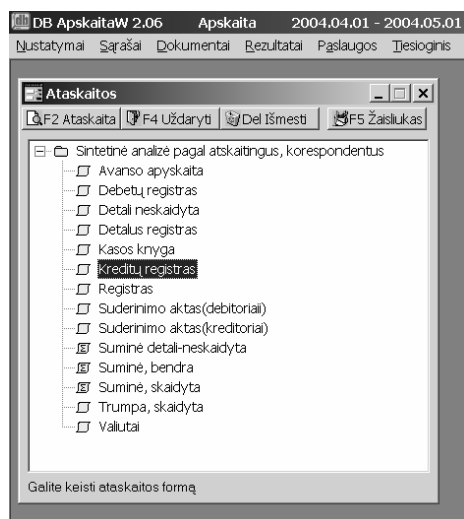 DB ApskaitaW 2.06 Apskaita 2004.04.01 - 2004.05.01
Nustatymai Sąrašai Dokumentai Rezultatai Paslaugos Tiesioginis
Ataskaitos
F2 Ataskaita F4 Uždaryti Del Išmesti F5 Žaisliukas
Sintetinė analizė pagal atskaitingus, korespondentus
Avanso apyskaita
Debetų registras
Detali neskaidyta
Detalus registras
Kasos knyga
Kreditų registras
Registras
Suderinimo aktas(debitoriai)
Suderinimo aktas(kreditoriai)
Suminė detali-neskaidyta
Suminė, bendra
Suminė, skaidyta
Trumpa, skaidyta
Valiutai
Galite keisti ataskaitos formą